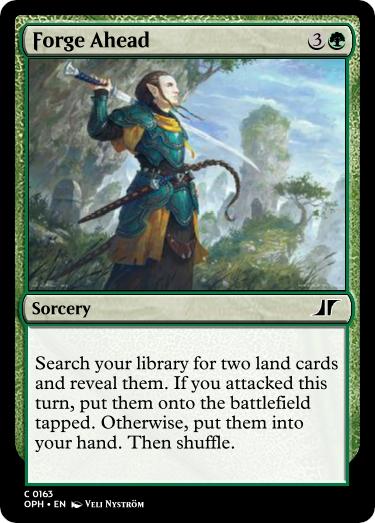 Forge Ahead 3
Sorcery
Search your library for two land cards
and reveal them. If you attacked this
turn, put them onto the battlefield
tapped. Otherwise, put them into
your hand. Then shuffle.
C 0163
OPH • EN VELI NYSTRÖM